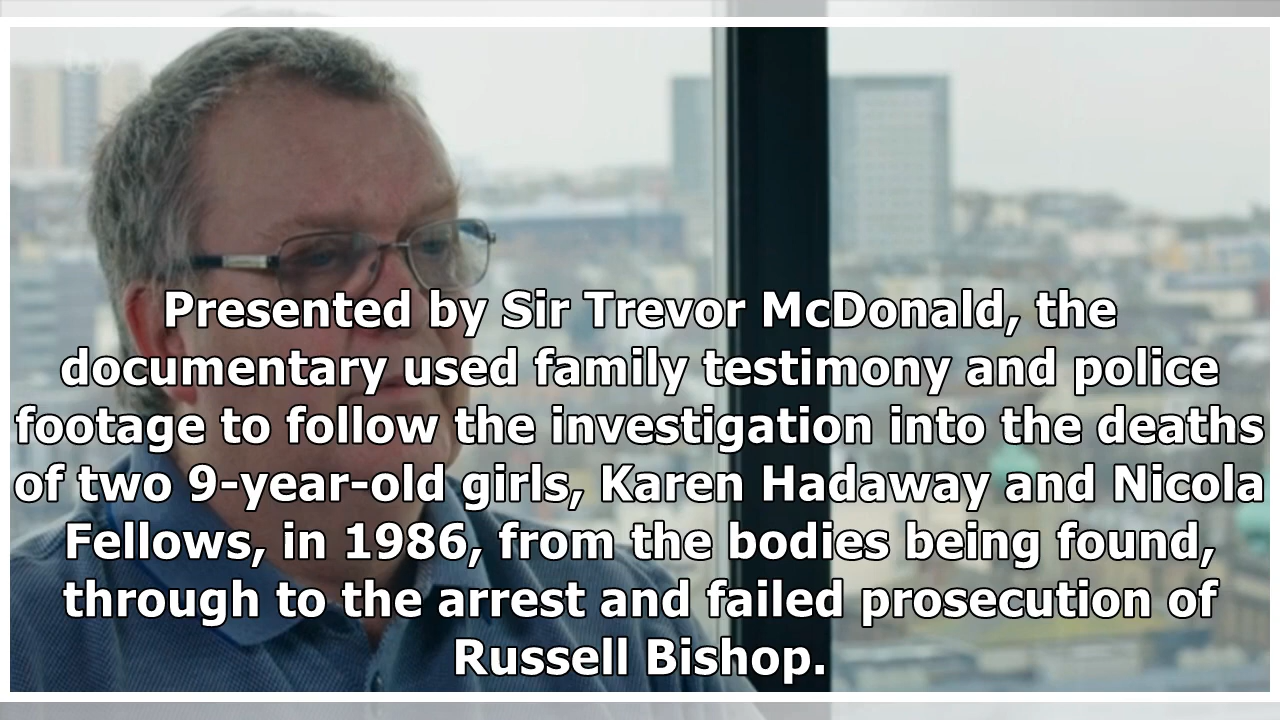 Presented by Sir Trevor McDonald, the
documentary used family testimony and police
footage to follow the investigation into the deaths
of two 9-year-old girls, Karen Hadaway and Nicola
Fellows, in 1986, from the bodies being found,
through to the arrest and failed prosecution of
Russell Bishop.